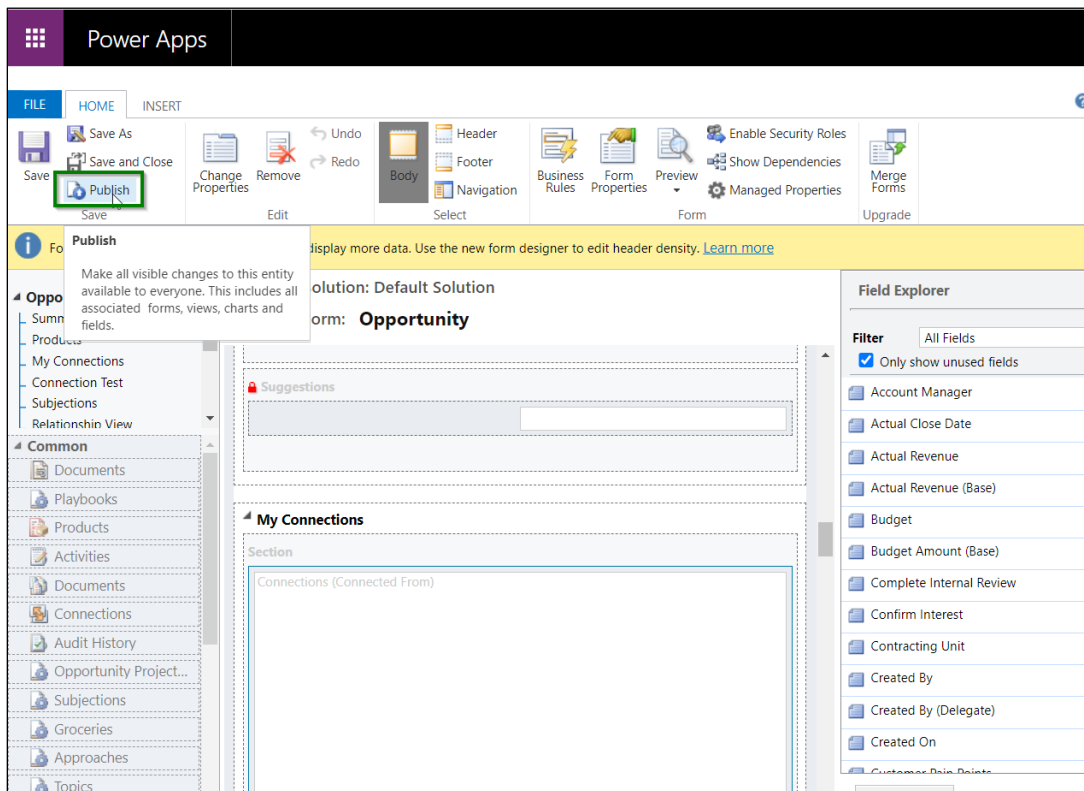 Power Apps
FILE HOME INSERT
Save
Save As
Save and Close
Publish
Save
Change Properties
Remove
Undo
Redo
Edit
Body
Header
Footer
Navigation
Select
Business Rules
Form Properties
Preview
Enable Security Roles
Show Dependencies
Managed Properties
Form
Merge Forms
Upgrade
Fo
display more data. Use the new form designer to edit header density. Learn more
Publish
Make all visible changes to this entity
available to everyone. This includes all
associated forms, views, charts and
fields.
Oppo
Summ
Products
My Connections
Connection Test
Subjections
Relationship View
Common
Documents
Playbooks
Products
Activities
Documents
Connections
Audit History
Opportunity Project...
Subjections
Groceries
Approaches
Topics
olution: Default Solution
orm: Opportunity
Suggestions
My Connections
Section
Connections (Connected From)
Field Explorer
Filter All Fields
Only show unused fields
Account Manager
Actual Close Date
Actual Revenue
Actual Revenue (Base)
Budget
Budget Amount (Base)
Complete Internal Review
Confirm Interest
Contracting Unit
Created By
Created By (Delegate)
Created On
Customer Pain Points